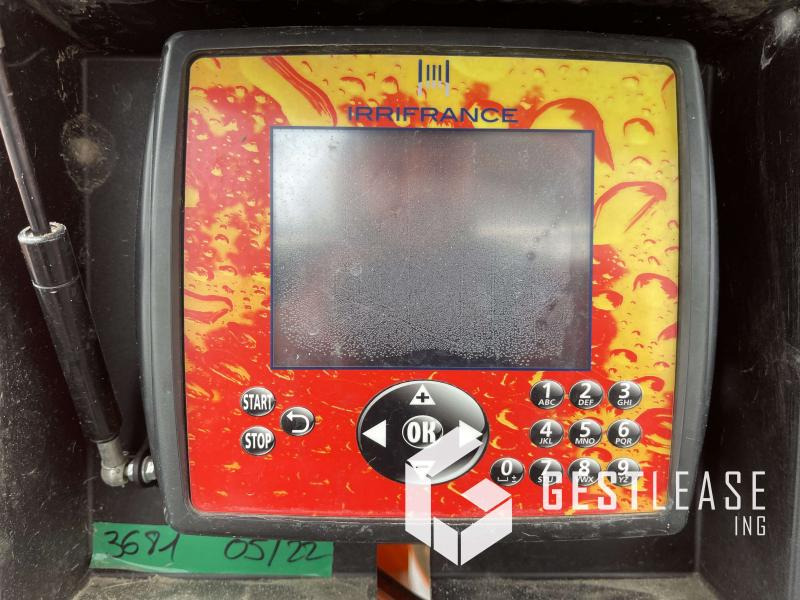 IRRIFRANCE
START
STOP
OK
1 2 3
ABC DEF GHI
4 5 6
JKL MNO PQR
0 7 8 9
GESTLEASE
ING
3681 05/22